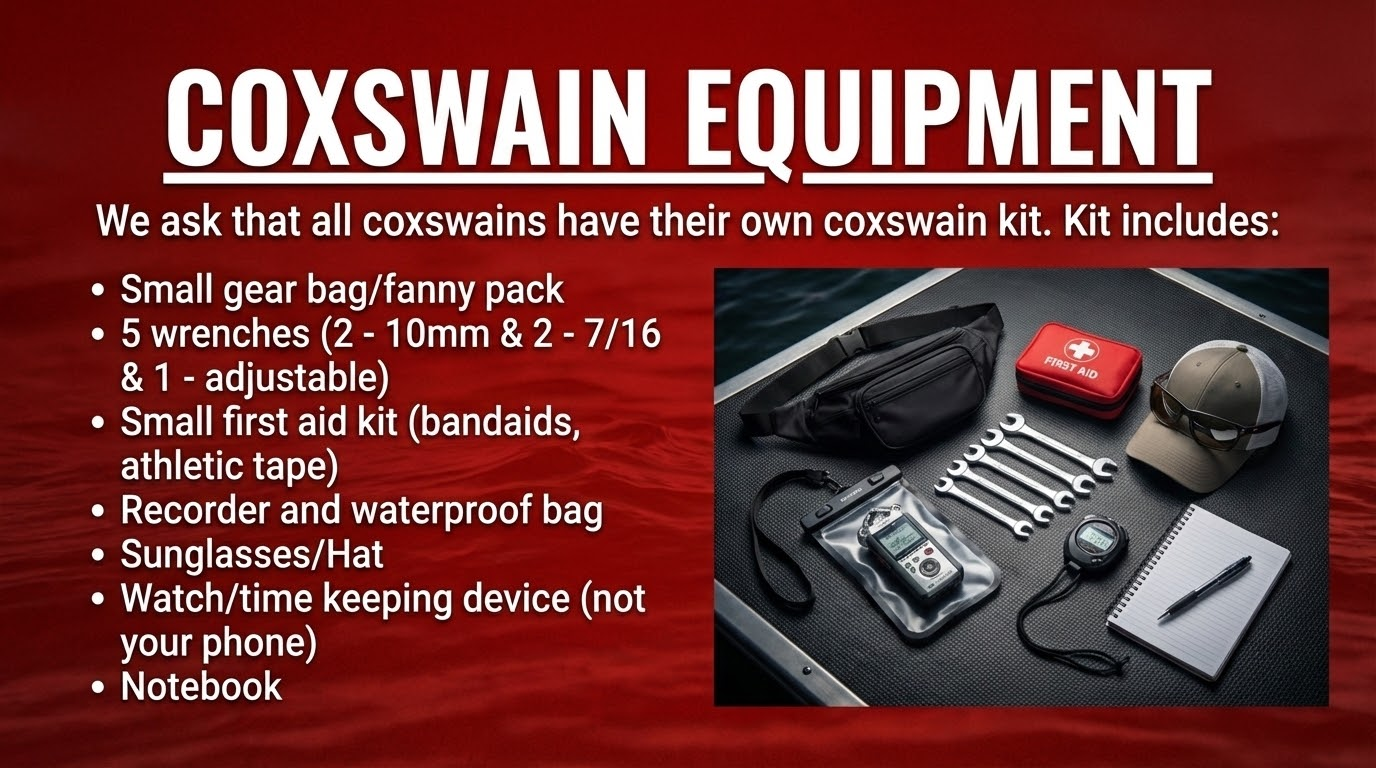 COXSWAIN EQUIPMENT
We ask that all coxswains have their own coxswain kit. Kit includes:
• Small gear bag/fanny pack
• 5 wrenches (2 - 10mm & 2 - 7/16
& 1 - adjustable)
• Small first aid kit (bandaids,
athletic tape)
• Recorder and waterproof bag
• Sunglasses/Hat
• Watch/time keeping device (not
your phone)
• Notebook
FIRST AID